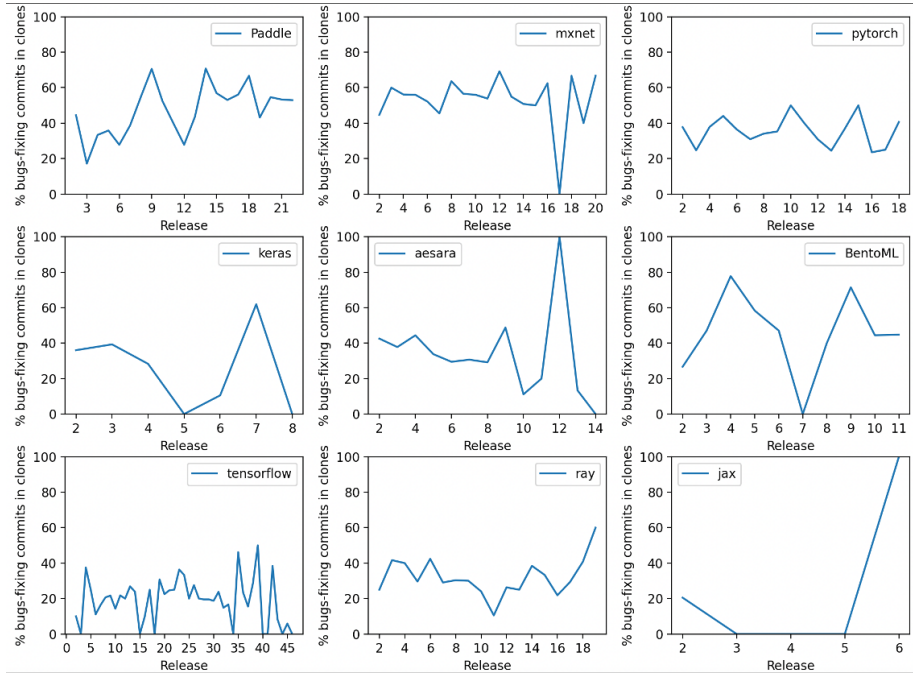 % bugs-fixing commits in clones
100
80
60
40
20
0
Paddle
3 6 9 12 15 18 21
Release
% bugs-fixing commits in clones
100
80
60
40
20
0
mxnet
2 4 6 8 10 12 14 16 18 20
Release
% bugs-fixing commits in clones
100
80
60
40
20
0
pytorch
2 4 6 8 10 12 14 16 18
Release
% bugs-fixing commits in clones
100
80
60
40
20
0
keras
2 3 4 5 6 7 8
Release
% bugs-fixing commits in clones
100
80
60
40
20
0
aesara
2 4 6 8 10 12 14
Release
% bugs-fixing commits in clones
100
80
60
40
20
0
BentoML
2 3 4 5 6 7 8 9 10 11
Release
% bugs-fixing commits in clones
100
80
60
40
20
0
tensorflow
0 5 10 15 20 25 30 35 40 45
Release
% bugs-fixing commits in clones
100
80
60
40
20
0
ray
2 4 6 8 10 12 14 16 18
Release
% bugs-fixing commits in clones
100
80
60
40
20
0
jax
2 3 4 5 6
Release